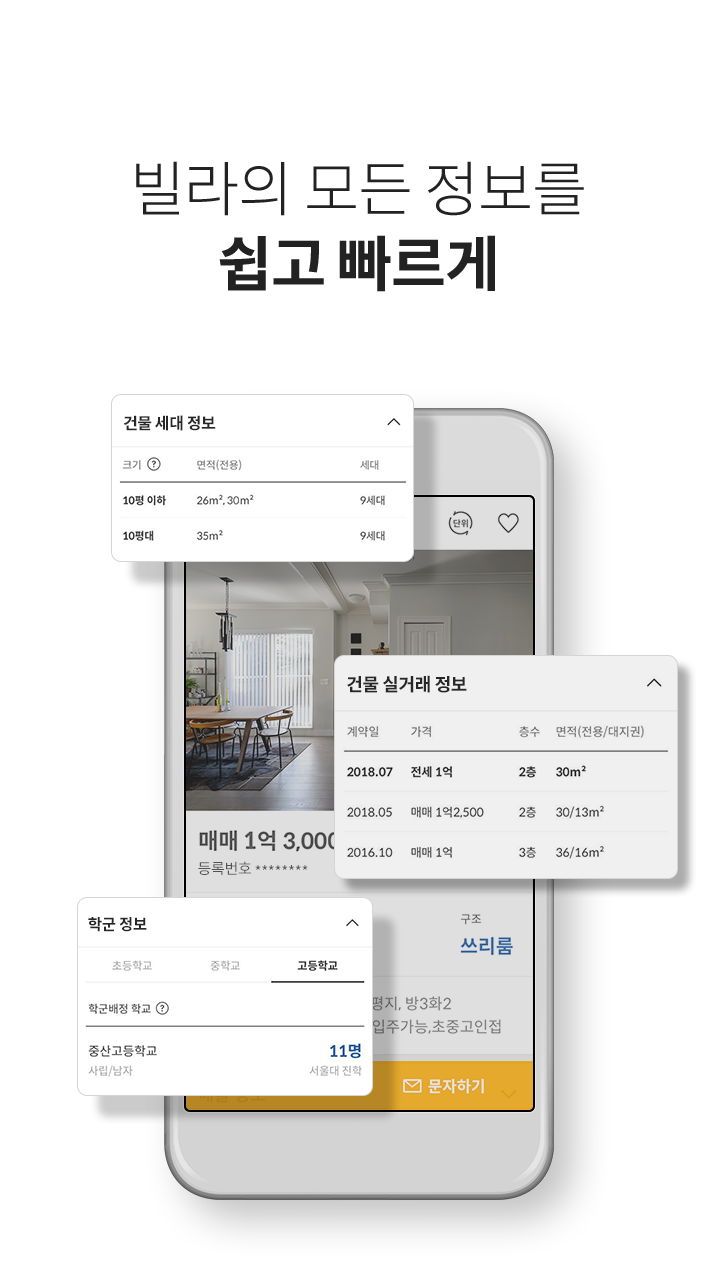 빌라의 모든 정보를
쉽고 빠르게
건물 세대 정보
크기 ? 면적(전용) 세대
10평 이하 26m², 30m² 9세대
10평대 35m² 9세대
단위
건물 실거래 정보
계약일 가격 층수 면적(전용/대지권)
2018.07 전세 1억 2층 30m²
2018.05 매매 1억2,500 2층 30/13m²
2016.10 매매 1억 3층 36/16m²
매매 1억 3,000
등록번호 ********
학군 정보
초등학교 중학교 고등학교
학군배정 학교 ?
중산고등학교 11명
사립/남자 서울대 진학
구조
쓰리룸
평지, 방3화2
입주가능,초중고인접
문자하기